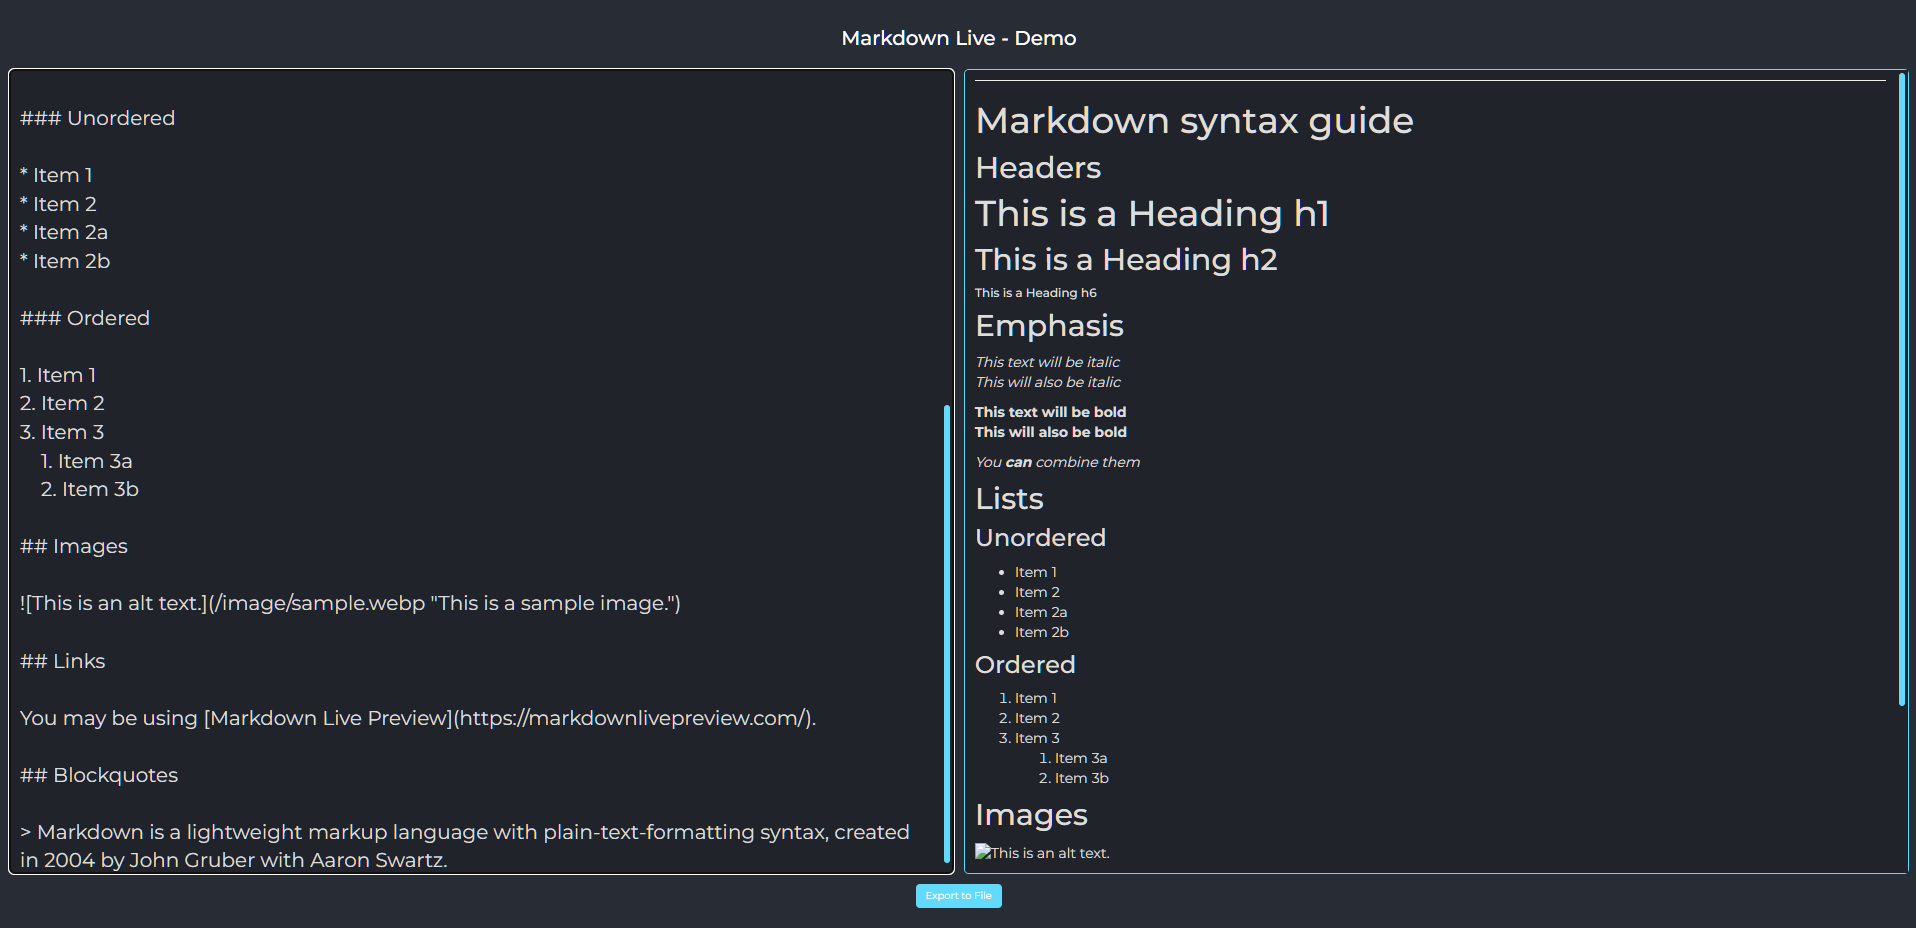 Markdown Live - Demo
### Unordered
* Item 1
* Item 2
* Item 2a
* Item 2b
### Ordered
1. Item 1
2. Item 2
3. Item 3
1. Item 3a
2. Item 3b
## Images
![This is an alt text.](/image/sample.webp "This is a sample image.")
## Links
You may be using [Markdown Live Preview](https://markdownlivepreview.com/).
## Blockquotes
> Markdown is a lightweight markup language with plain-text-formatting syntax, created
in 2004 by John Gruber with Aaron Swartz.
Markdown syntax guide
Headers
This is a Heading h1
This is a Heading h2
This is a Heading h6
Emphasis
This text will be italic
This will also be italic
This text will be bold
This will also be bold
You can combine them
Lists
Unordered
• Item 1
• Item 2
• Item 2a
• Item 2b
Ordered
1. Item 1
2. Item 2
3. Item 3
1. Item 3a
2. Item 3b
Images
This is an alt text.
Export to File